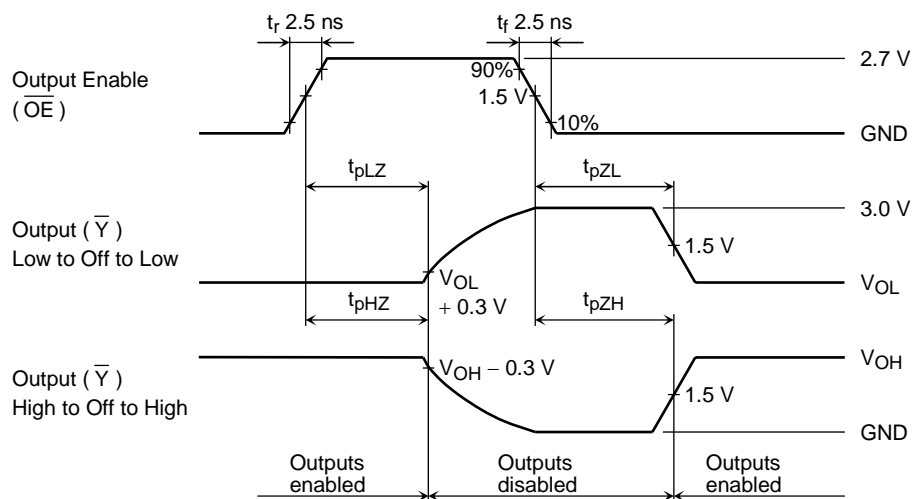 tr 2.5 ns
tf 2.5 ns
Output Enable
( OE )
90%
1.5 V
10%
2.7 V
GND
tpLZ
tpZL
Output ( Y )
Low to Off to Low
VOL
+ 0.3 V
3.0 V
1.5 V
VOL
tpHZ
tpZH
Output ( Y )
High to Off to High
VOH − 0.3 V
VOH
1.5 V
GND
Outputs
enabled
Outputs
disabled
Outputs
enabled